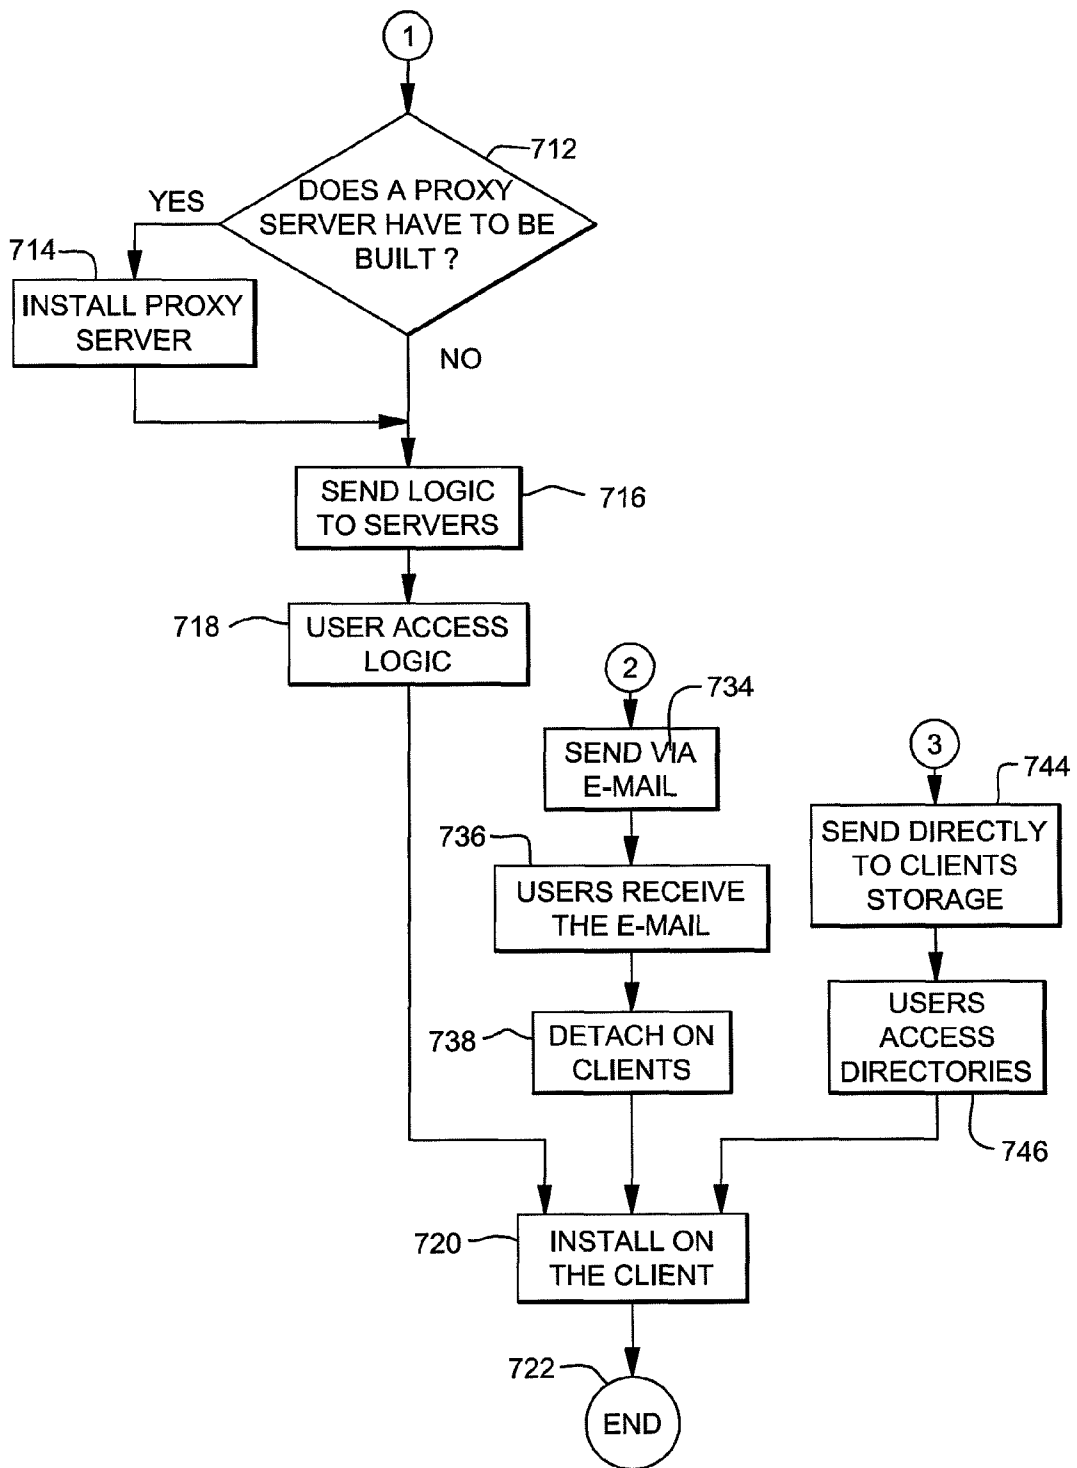 1
712
DOES A PROXY
SERVER HAVE TO BE
BUILT ?
YES
714
INSTALL PROXY
SERVER
NO
SEND LOGIC
TO SERVERS
716
718
USER ACCESS
LOGIC
2
734
SEND VIA
E-MAIL
736
USERS RECEIVE
THE E-MAIL
738
DETACH ON
CLIENTS
3
744
SEND DIRECTLY
TO CLIENTS
STORAGE
USERS
ACCESS
DIRECTORIES
746
720
INSTALL ON
THE CLIENT
722
END